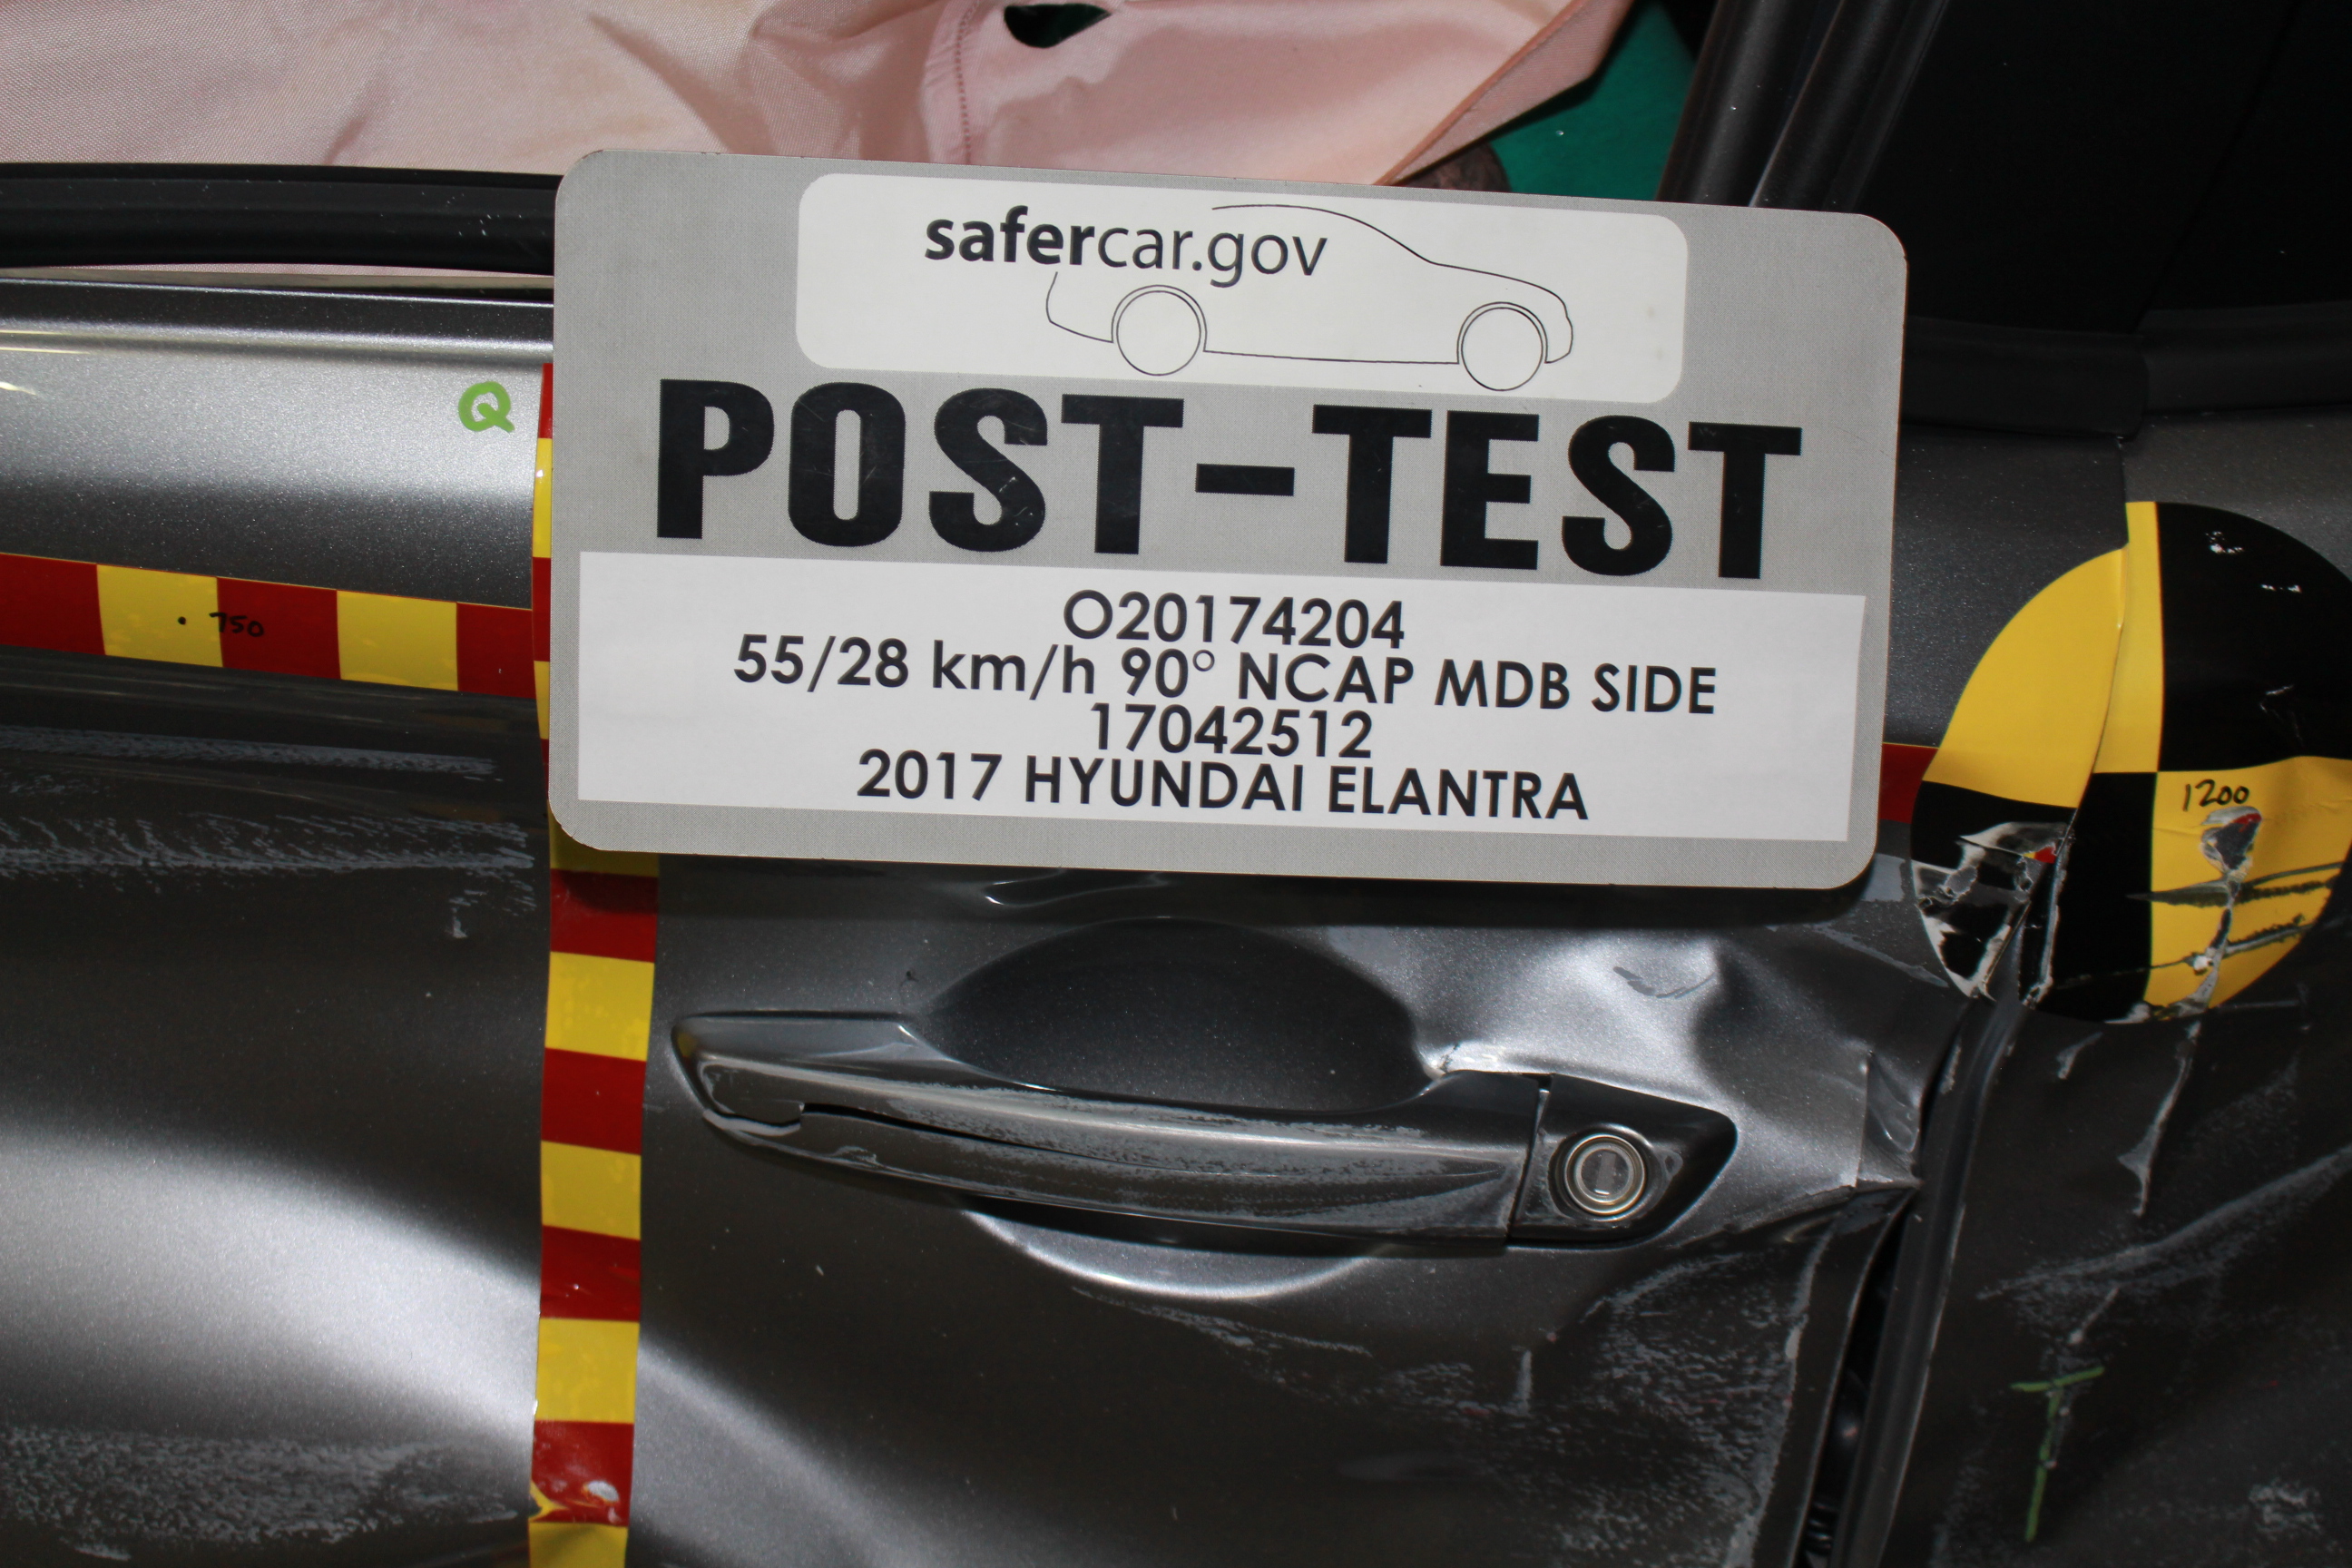 safercar.gov
POST-TEST
O20174204
55/28 km/h 90° NCAP MDB SIDE
17042512
2017 HYUNDAI ELANTRA
Q
750
1200
T